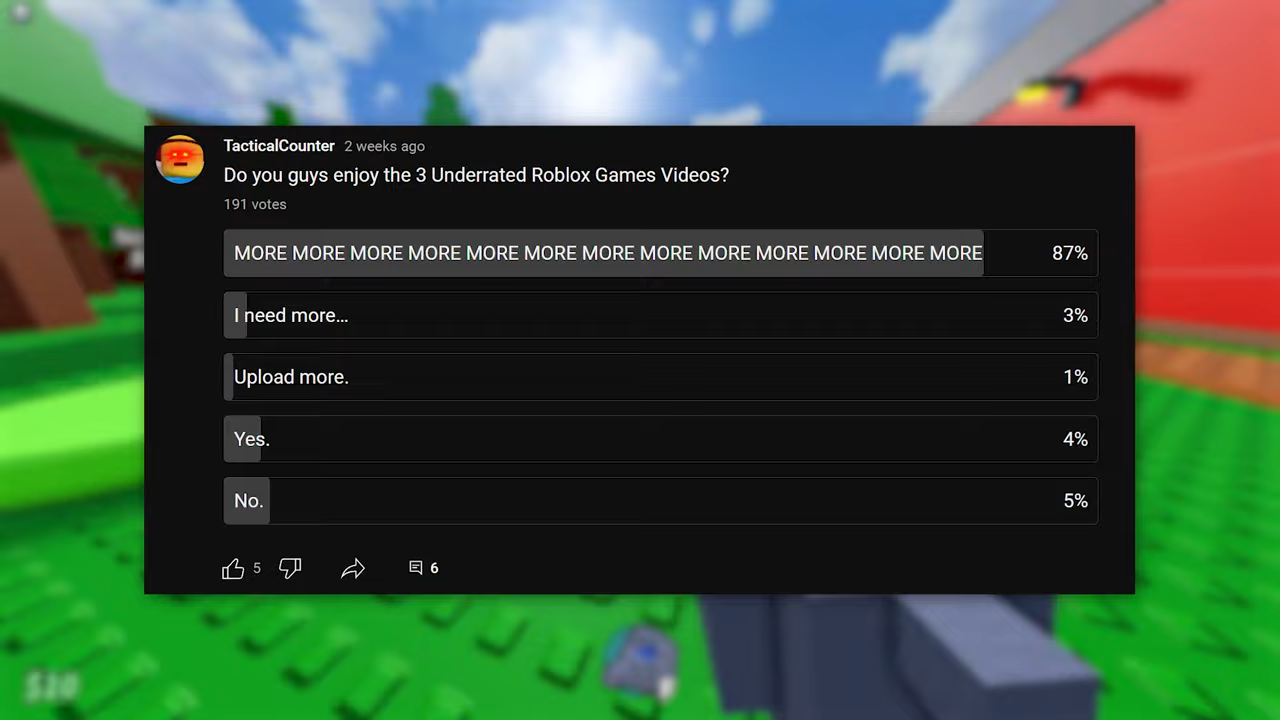 TacticalCounter 2 weeks ago
Do you guys enjoy the 3 Underrated Roblox Games Videos?
191 votes
MORE MORE MORE MORE MORE MORE MORE MORE MORE MORE MORE MORE MORE 87%
I need more... 3%
Upload more. 1%
Yes. 4%
No. 5%
5 6
$10